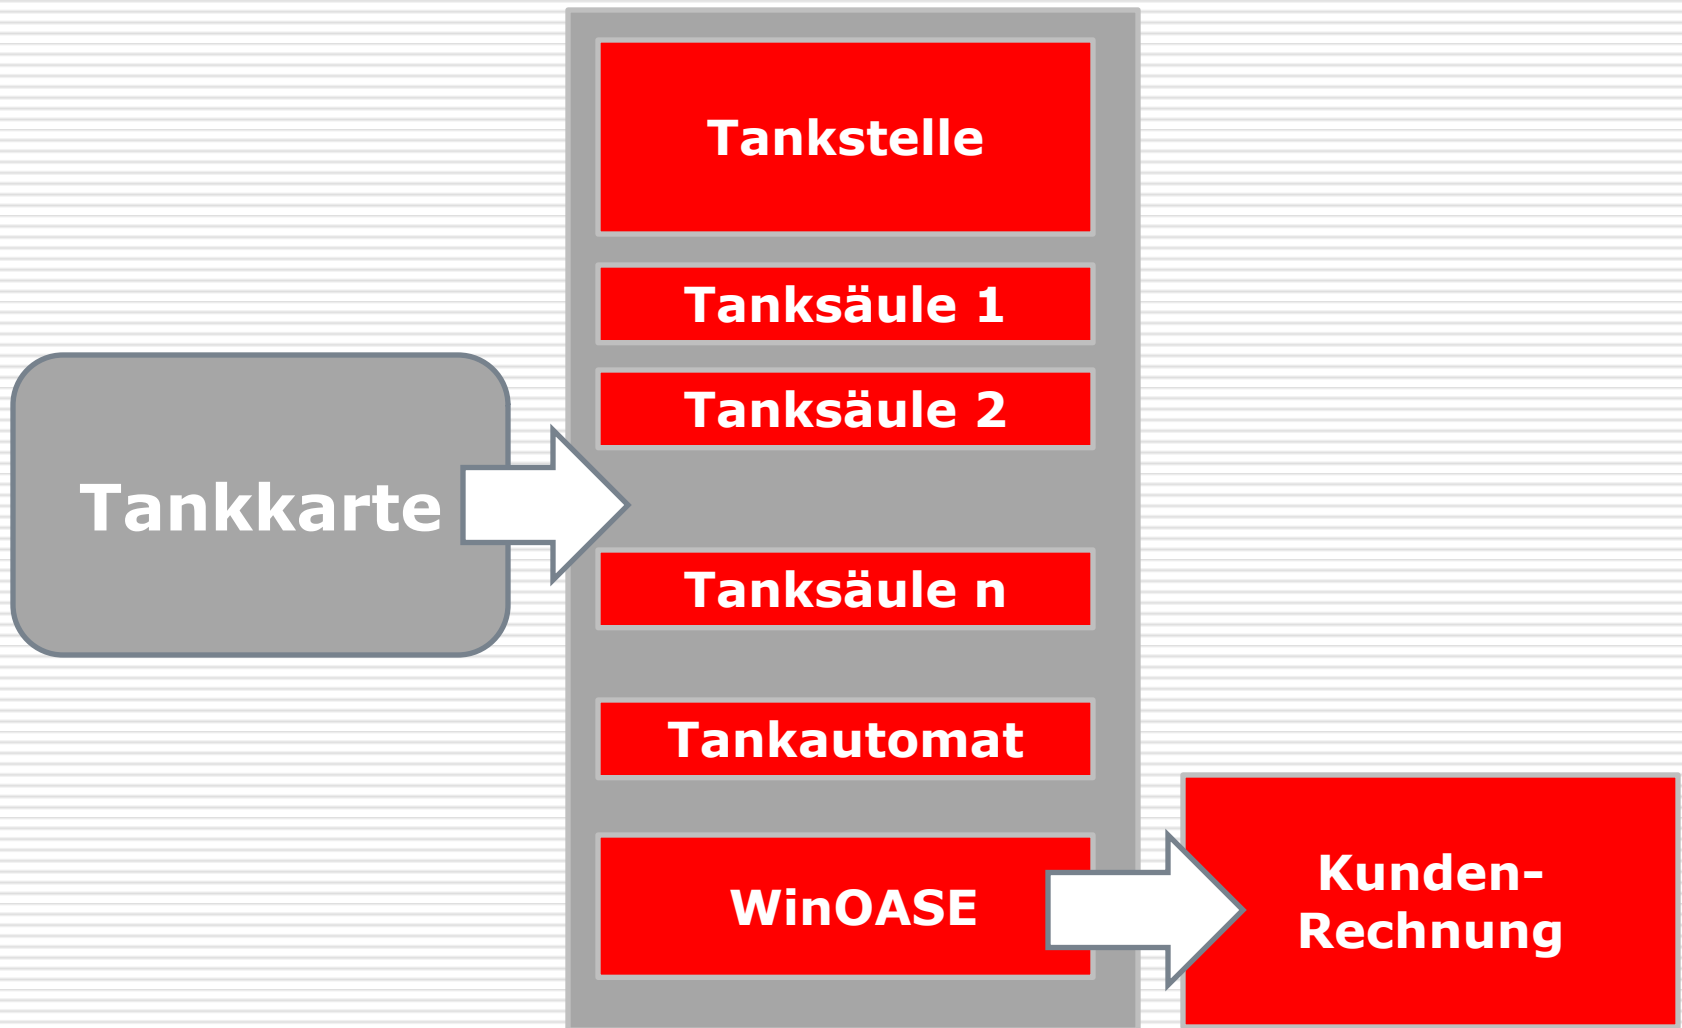 Tankstelle
Tanksäule 1
Tanksäule 2
Tankkarte
Tanksäule n
Tankautomat
WinOASE
Kunden-
Rechnung